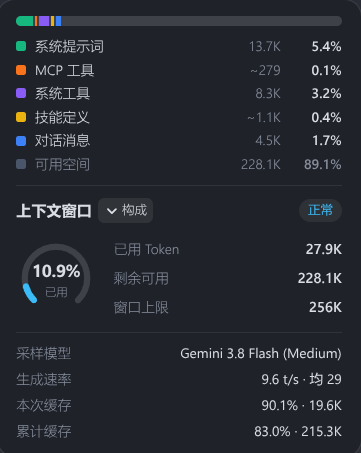 系统提示词 13.7K 5.4%
MCP 工具 ~279 0.1%
系统工具 8.3K 3.2%
技能定义 ~1.1K 0.4%
对话消息 4.5K 1.7%
可用空间 228.1K 89.1%
上下文窗口 构成 正常
10.9%
已用
已用 Token 27.9K
剩余可用 228.1K
窗口上限 256K
采样模型 Gemini 3.8 Flash (Medium)
生成速率 9.6 t/s · 均 29
本次缓存 90.1% · 19.6K
累计缓存 83.0% · 215.3K